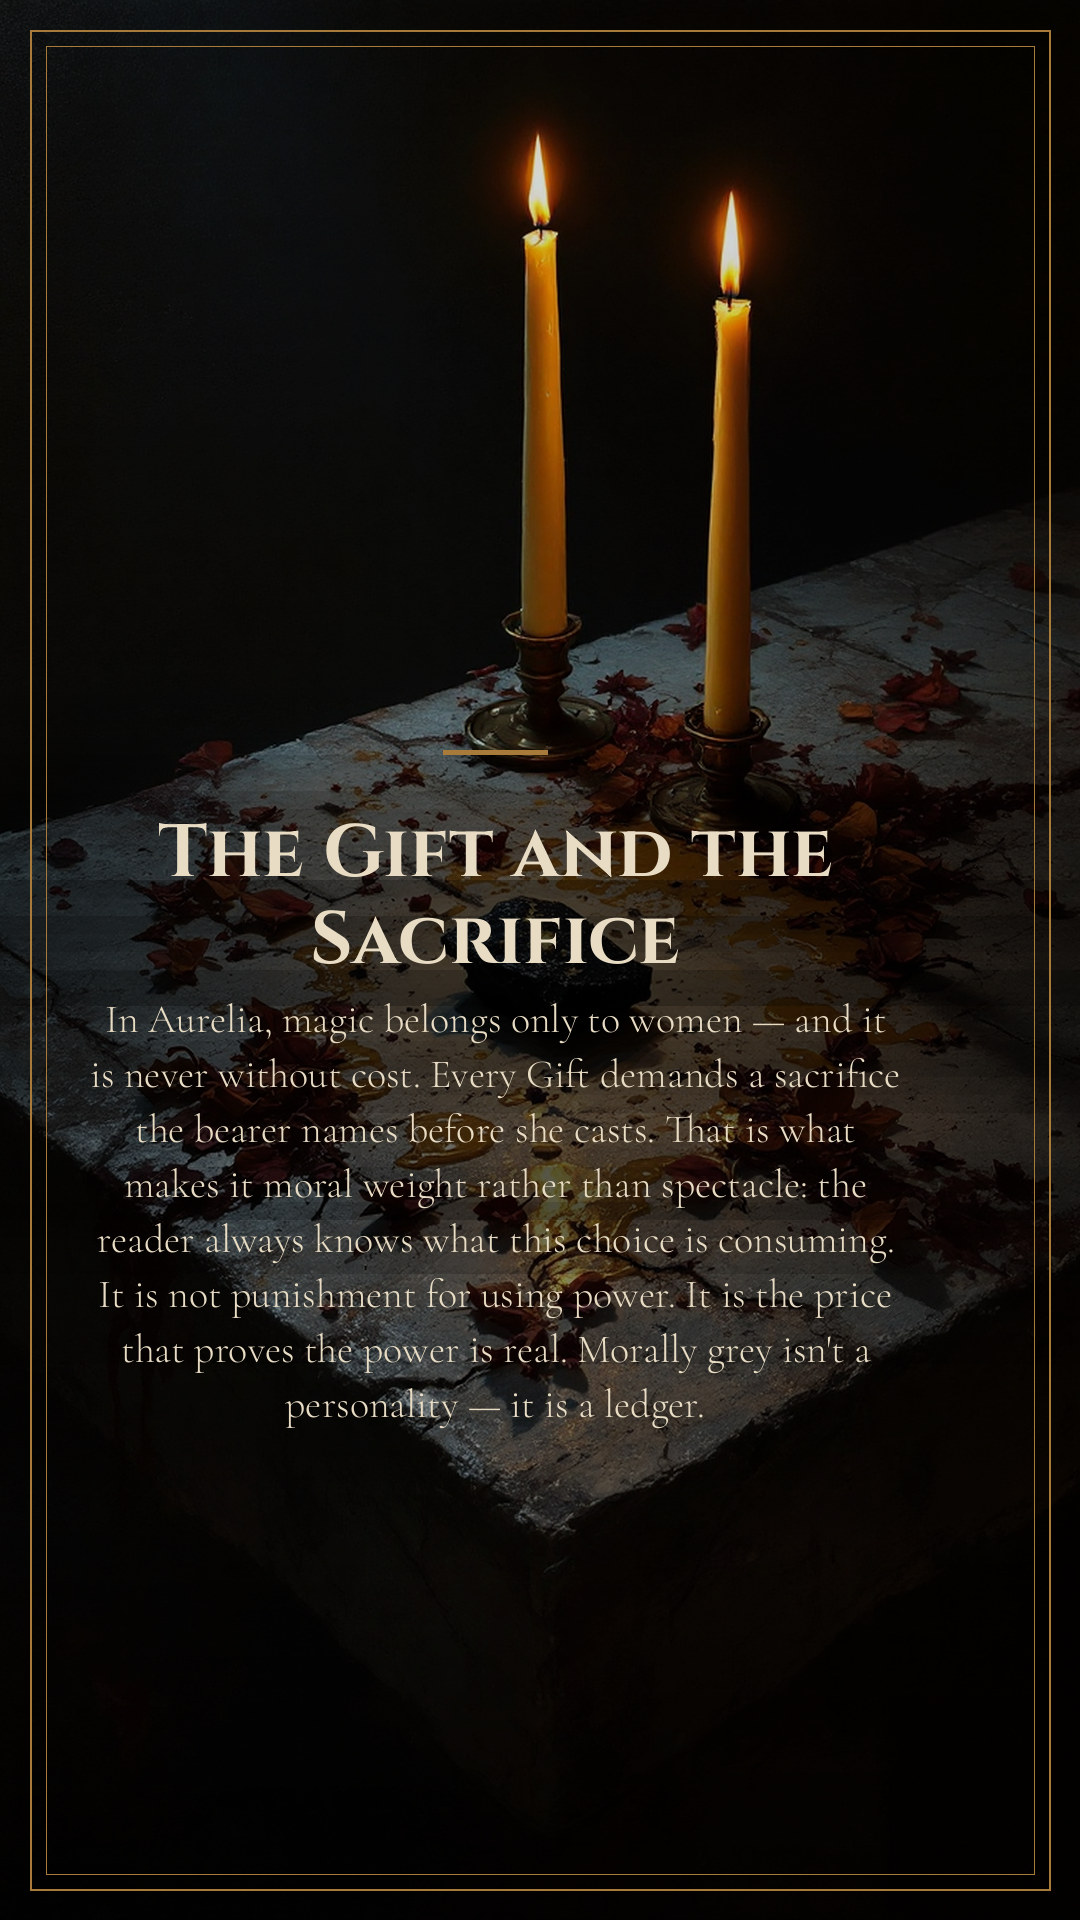 The Gift and the
Sacrifice
In Aurelia, magic belongs only to women — and it
is never without cost. Every Gift demands a sacrifice
the bearer names before she casts. That is what
makes it moral weight rather than spectacle: the
reader always knows what this choice is consuming.
It is not punishment for using power. It is the price
that proves the power is real. Morally grey isn't a
personality — it is a ledger.